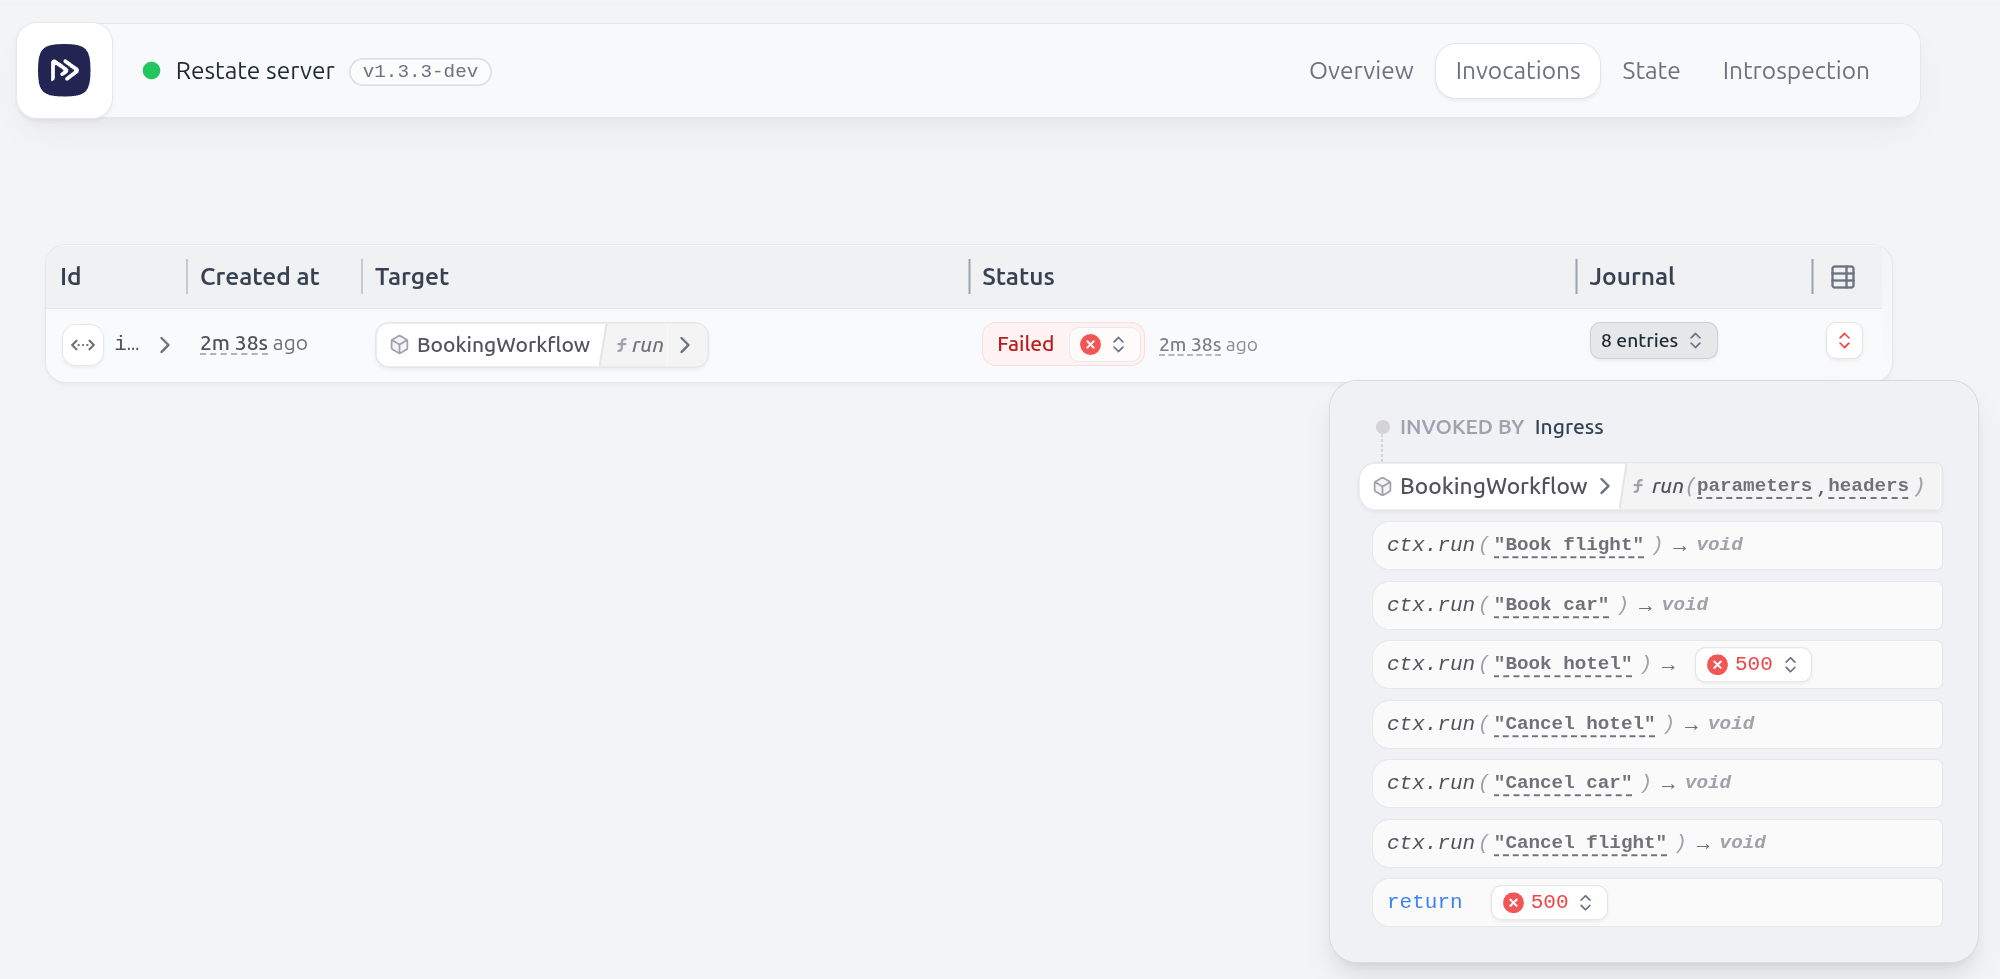 Restate server v1.3.3-dev Overview Invocations State Introspection
Id Created at Target Status Journal
i... 2m 38s ago BookingWorkflow run Failed 2m 38s ago 8 entries
INVOKED BY Ingress
BookingWorkflow ƒ run(parameters,headers)
ctx.run("Book flight") → void
ctx.run("Book car") → void
ctx.run("Book hotel") → 500
ctx.run("Cancel hotel") → void
ctx.run("Cancel car") → void
ctx.run("Cancel flight") → void
return 500